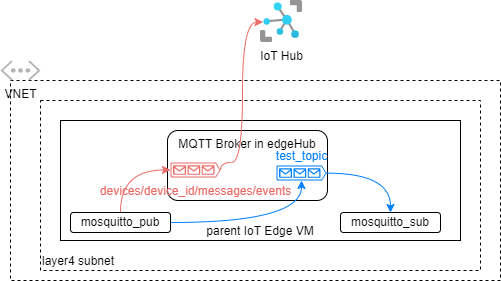 IoT Hub
VNET
MQTT Broker in edgeHub
test_topic
devices/device_id/messages/events
mosquitto_pub
mosquitto_sub
parent IoT Edge VM
layer4 subnet